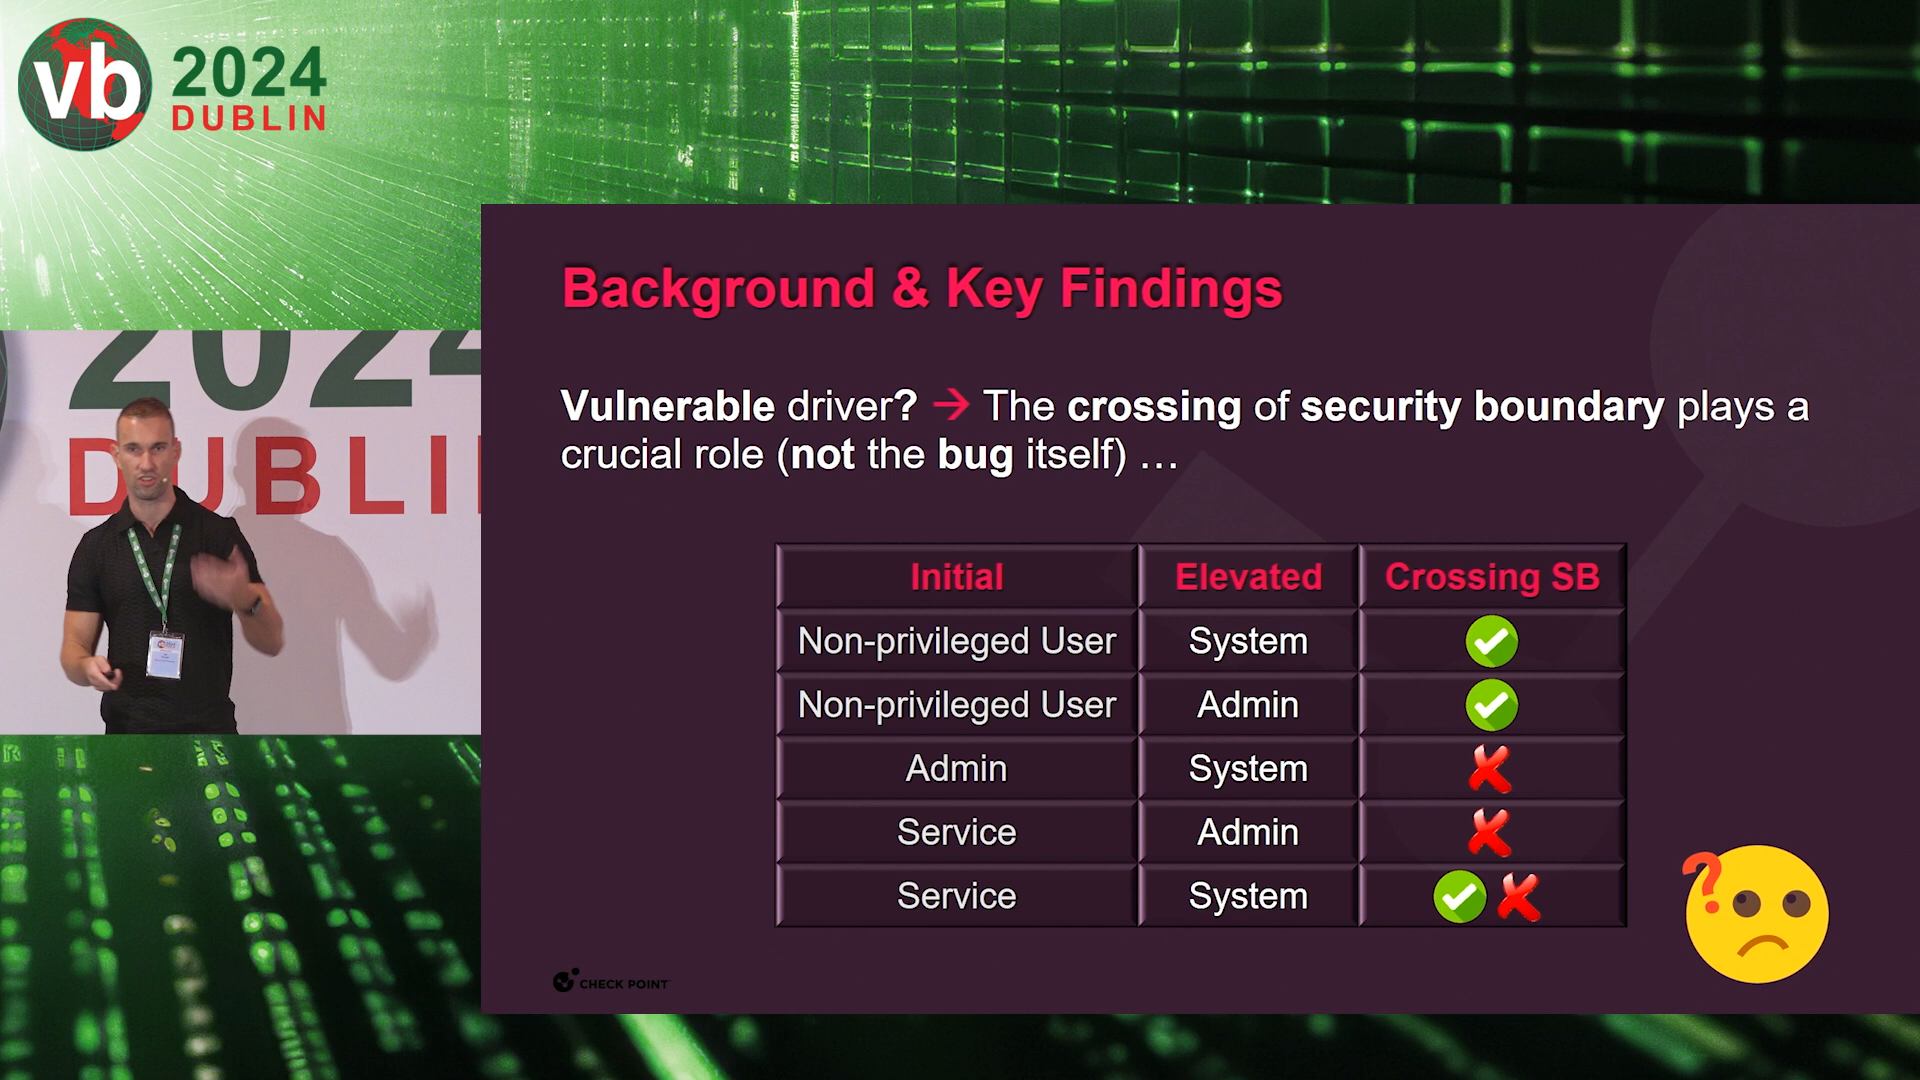 vb 2024
DUBLIN
2024
DUBLI
Background & Key Findings
Vulnerable driver? → The crossing of security boundary plays a
crucial role (not the bug itself) …
Initial Elevated Crossing SB
Non-privileged User System ✓
Non-privileged User Admin ✓
Admin System ✗
Service Admin ✗
Service System ✓ ✗
?
CHECK POINT